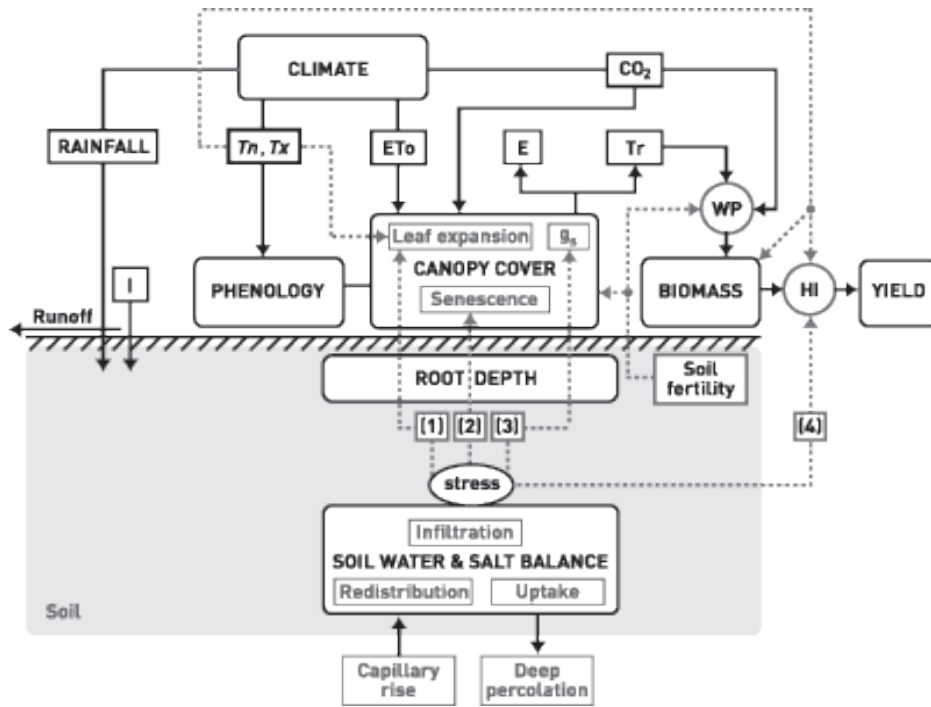 CLIMATE
CO₂
RAINFALL
Tn, Tx
ETo
E
Tr
WP
Leaf expansion
gₛ
CANOPY COVER
Senescence
PHENOLOGY
I
BIOMASS
HI
YIELD
Runoff
ROOT DEPTH
Soil
fertility
(1)
(2)
(3)
(4)
stress
Infiltration
SOIL WATER & SALT BALANCE
Redistribution
Uptake
Soil
Capillary
rise
Deep
percolation